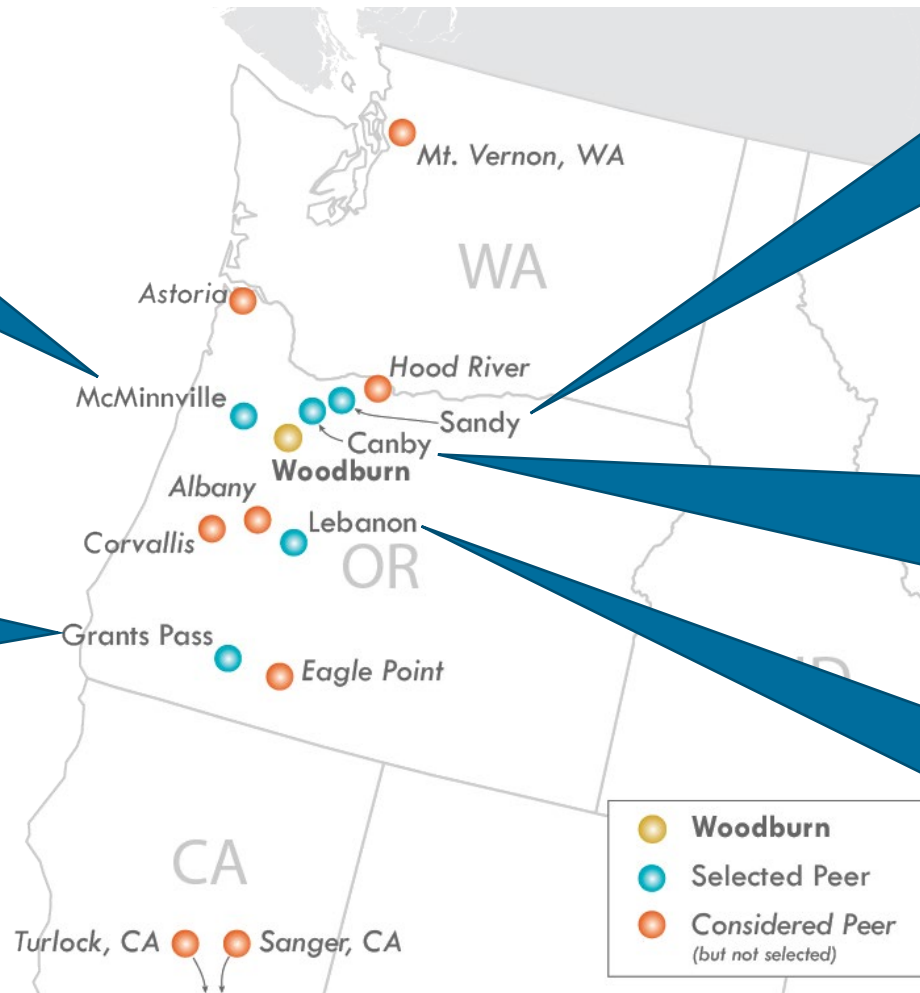 Mt. Vernon, WA
WA
Astoria
Hood River
McMinnville
Sandy
Canby
Woodburn
Albany
Lebanon
Corvallis
OR
Grants Pass
Eagle Point
Woodburn
CA
Selected Peer
Considered Peer
(but not selected)
Turlock, CA
Sanger, CA